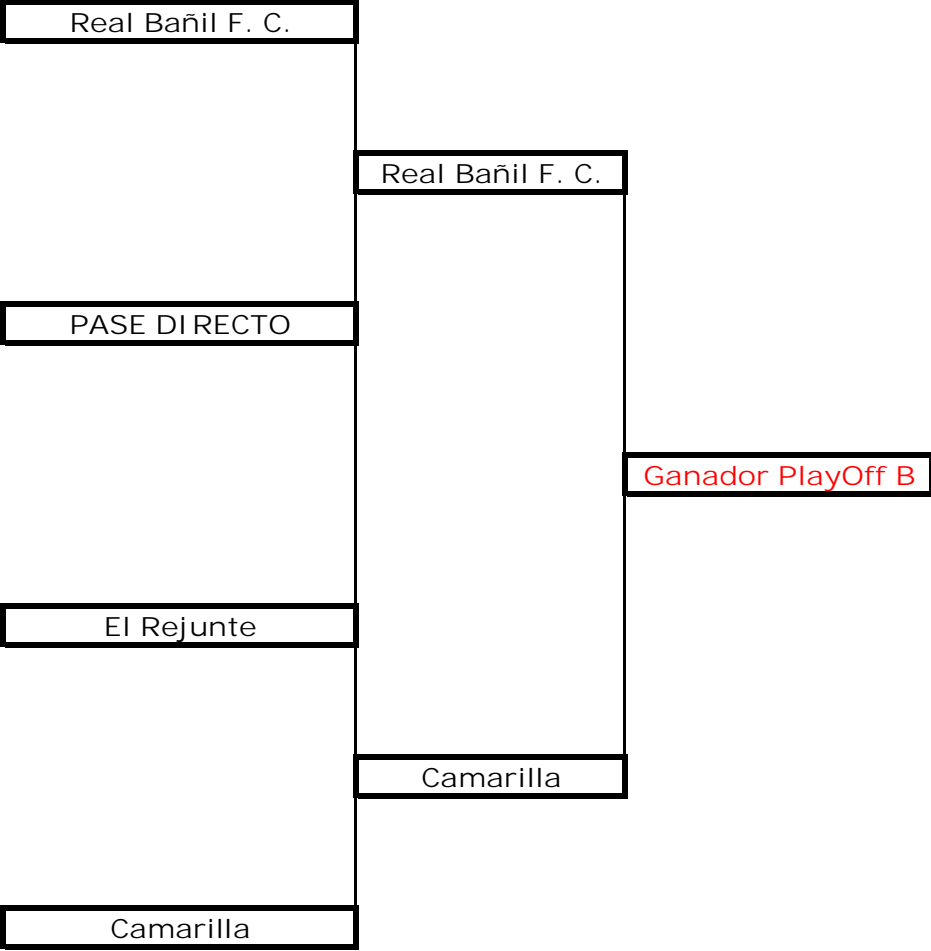 Real Bañil F. C.
Real Bañil F. C.
PASE DIRECTO
Ganador PlayOff B
El Rejunte
Camarilla
Camarilla